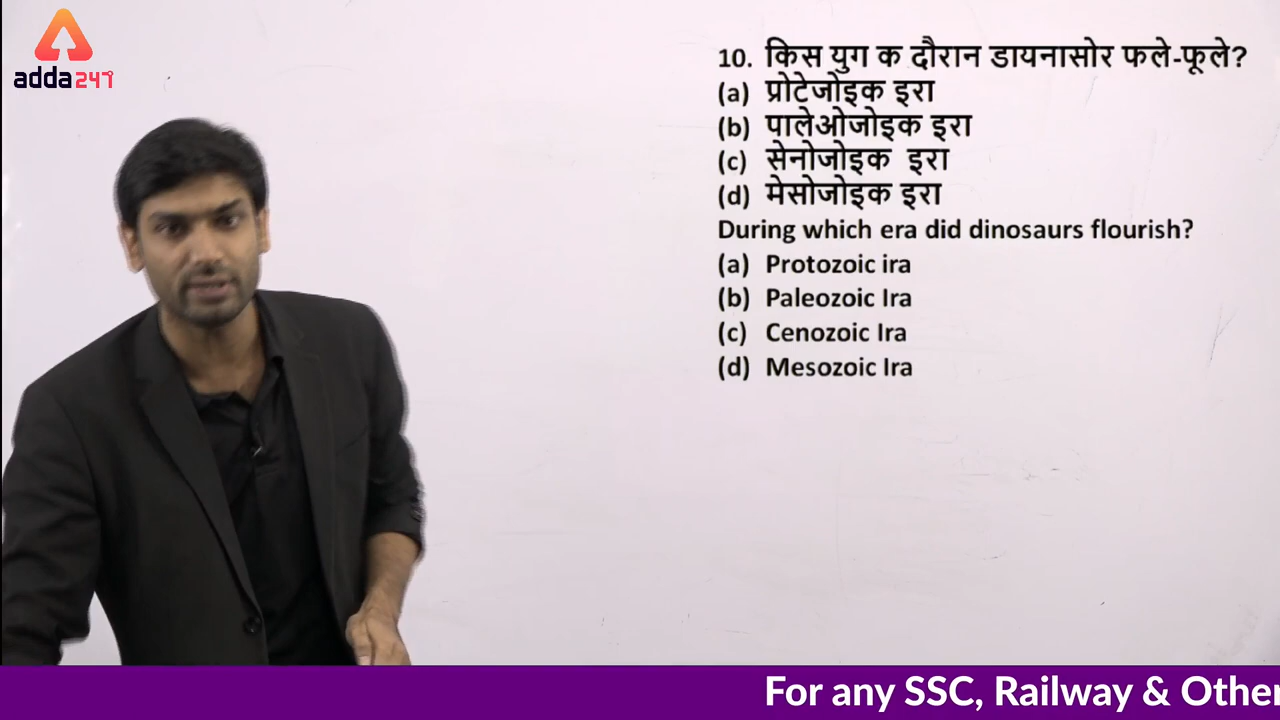 adda247
10. किस युग क दौरान डायनासोर फले-फूले?
(a) प्रोटेजोइक इरा
(b) पालेओजोइक इरा
(c) सेनोजोइक इरा
(d) मेसोजोइक इरा
During which era did dinosaurs flourish?
(a) Protozoic ira
(b) Paleozoic Ira
(c) Cenozoic Ira
(d) Mesozoic Ira
For any SSC, Railway & Other